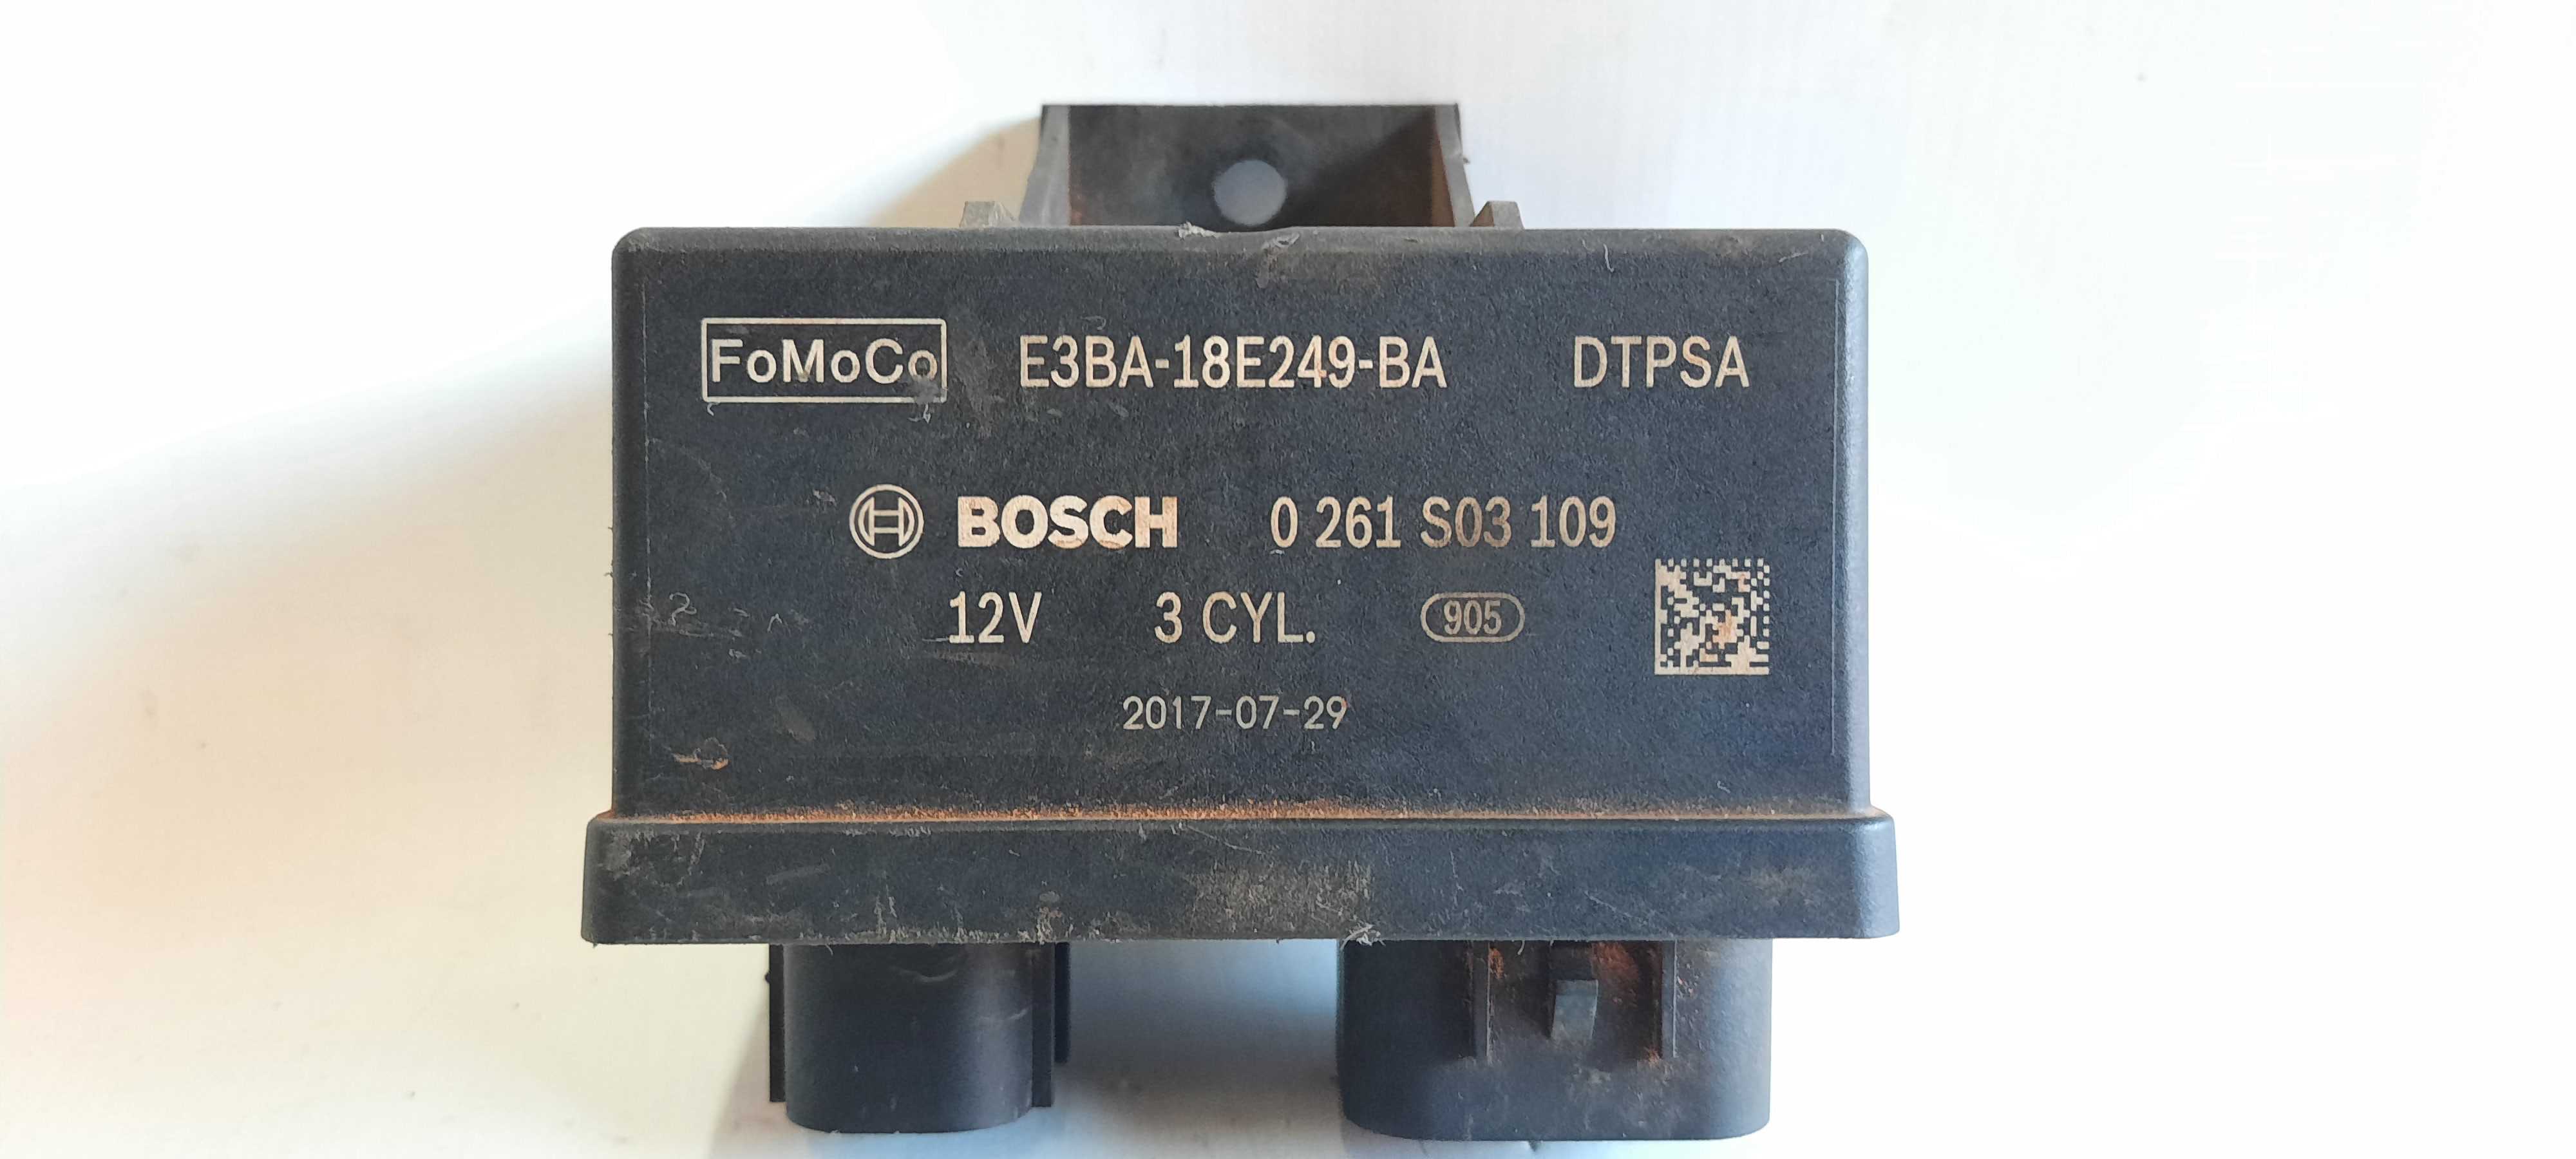 FoMoCo E3BA-18E249-BA DTPSA
BOSCH 0 261 S03 109
12V 3 CYL. 905
2017-07-29